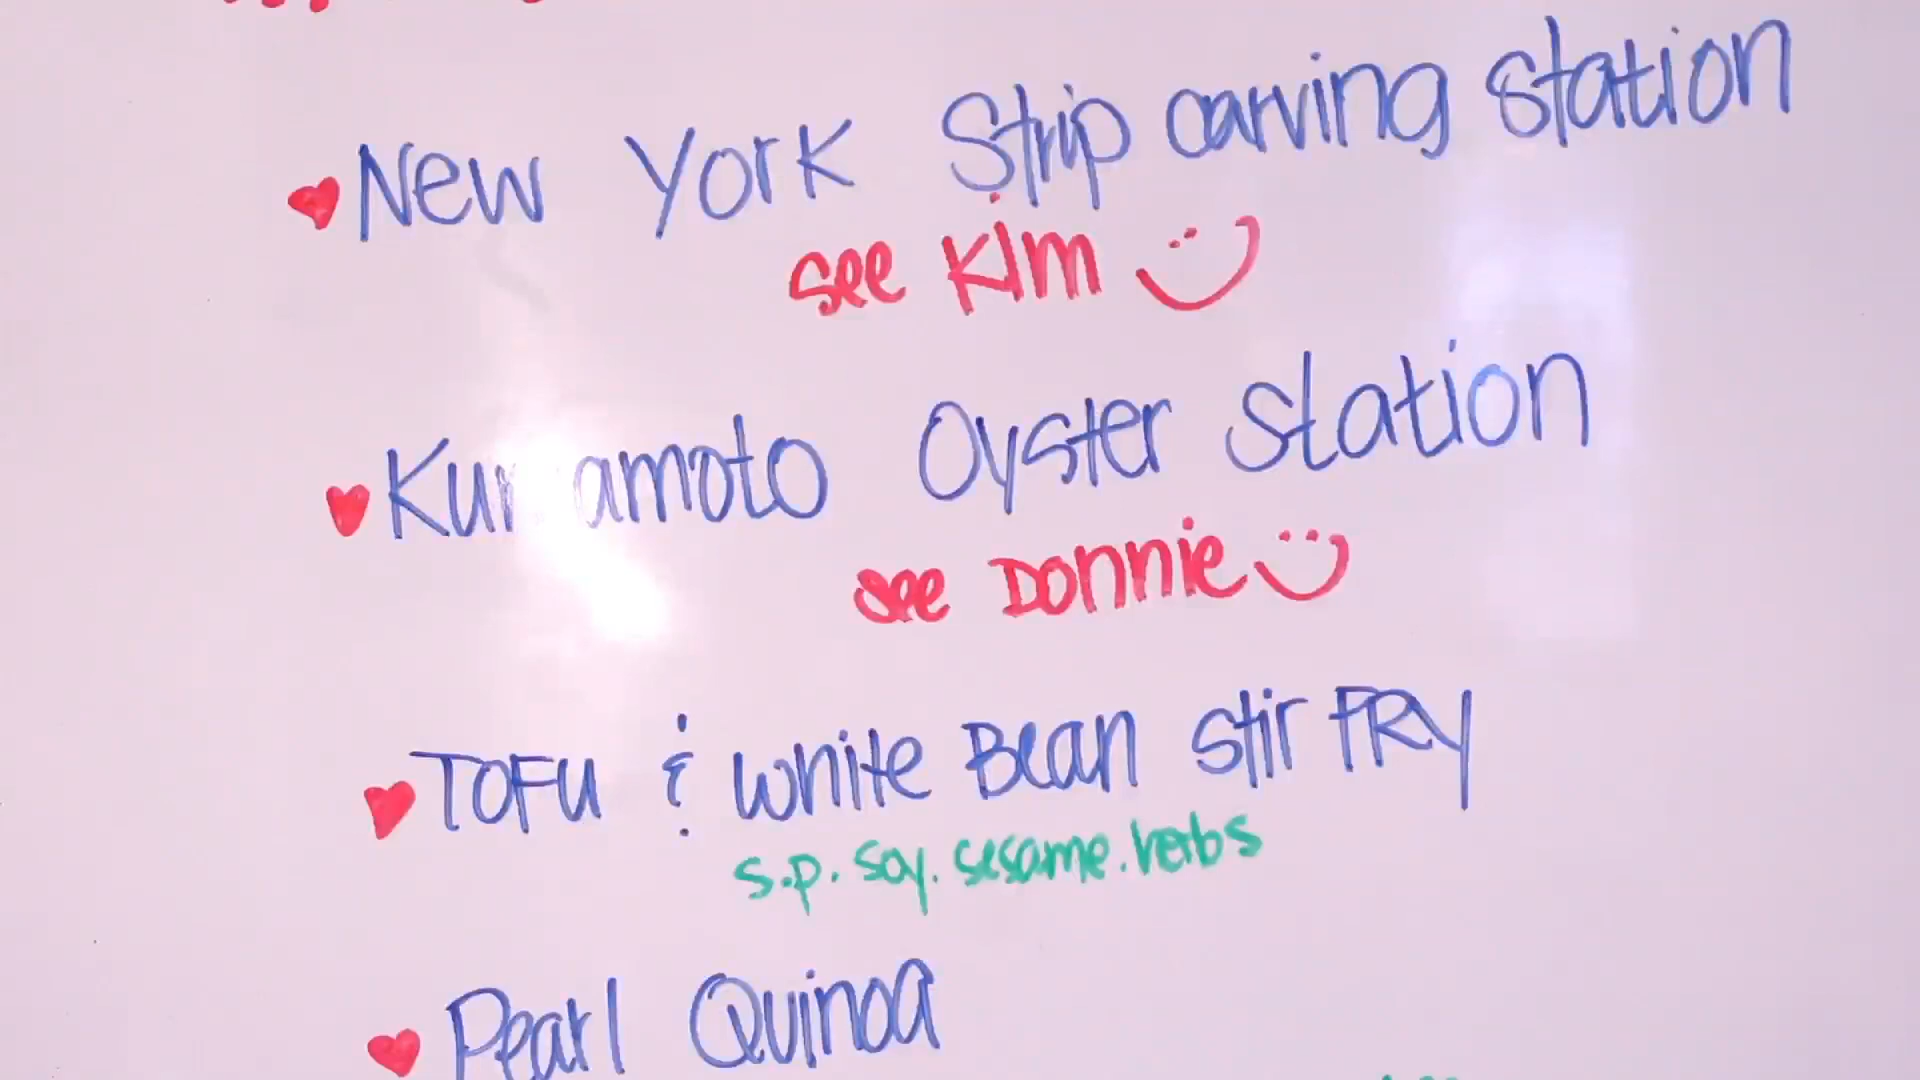 New York Strip carving station
see Kim
Kumamoto Oyster Station
see Donnie
TOFU & White Bean stir FRY
s.p. soy. sesame. herbs
Pearl Quinoa